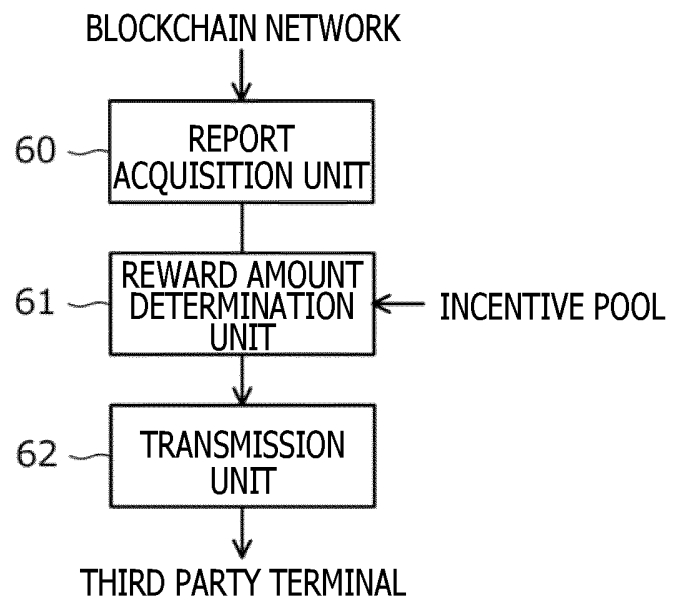 BLOCKCHAIN NETWORK
60
REPORT
ACQUISITION UNIT
61
REWARD AMOUNT
DETERMINATION
UNIT
INCENTIVE POOL
62
TRANSMISSION
UNIT
THIRD PARTY TERMINAL